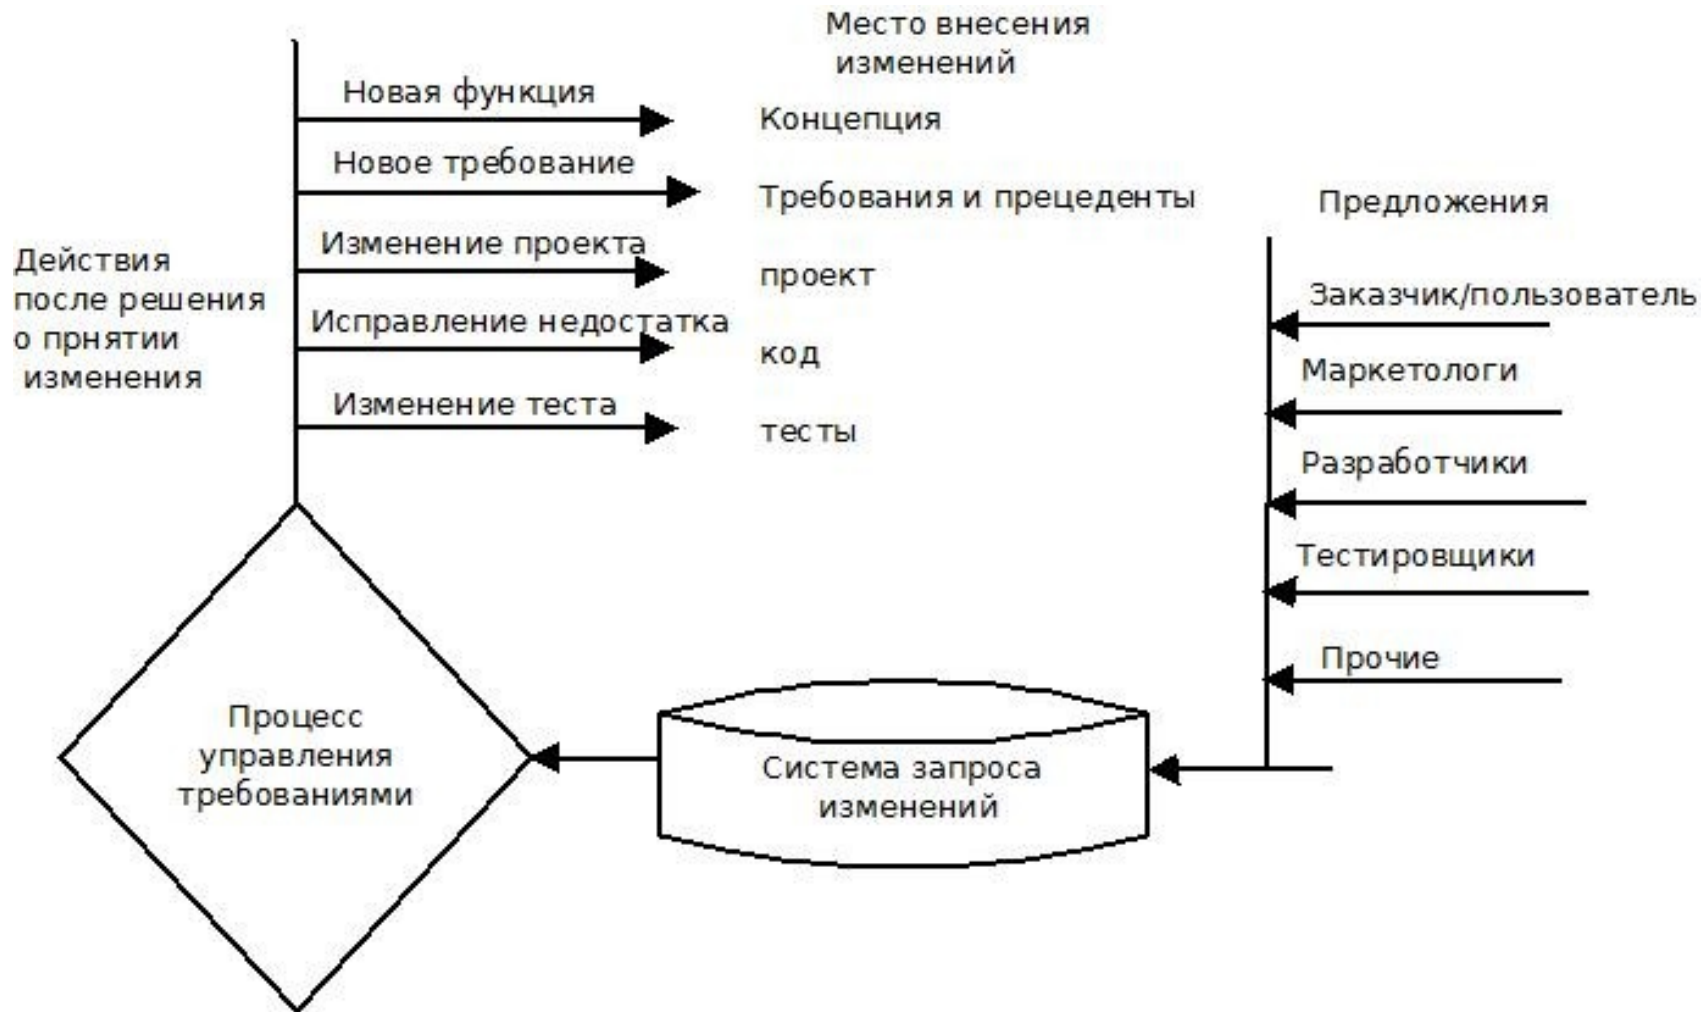 Место внесения
изменений
Новая функция
Концепция
Новое требование
Требования и прецеденты
Изменение проекта
проект
Исправление недостатка
код
Изменение теста
тесты
Действия
после решения
о прнятии
изменения
Предложения
Заказчик/пользователь
Маркетологи
Разработчики
Тестировщики
Прочие
Процесс
управления
требованиями
Система запроса
изменений